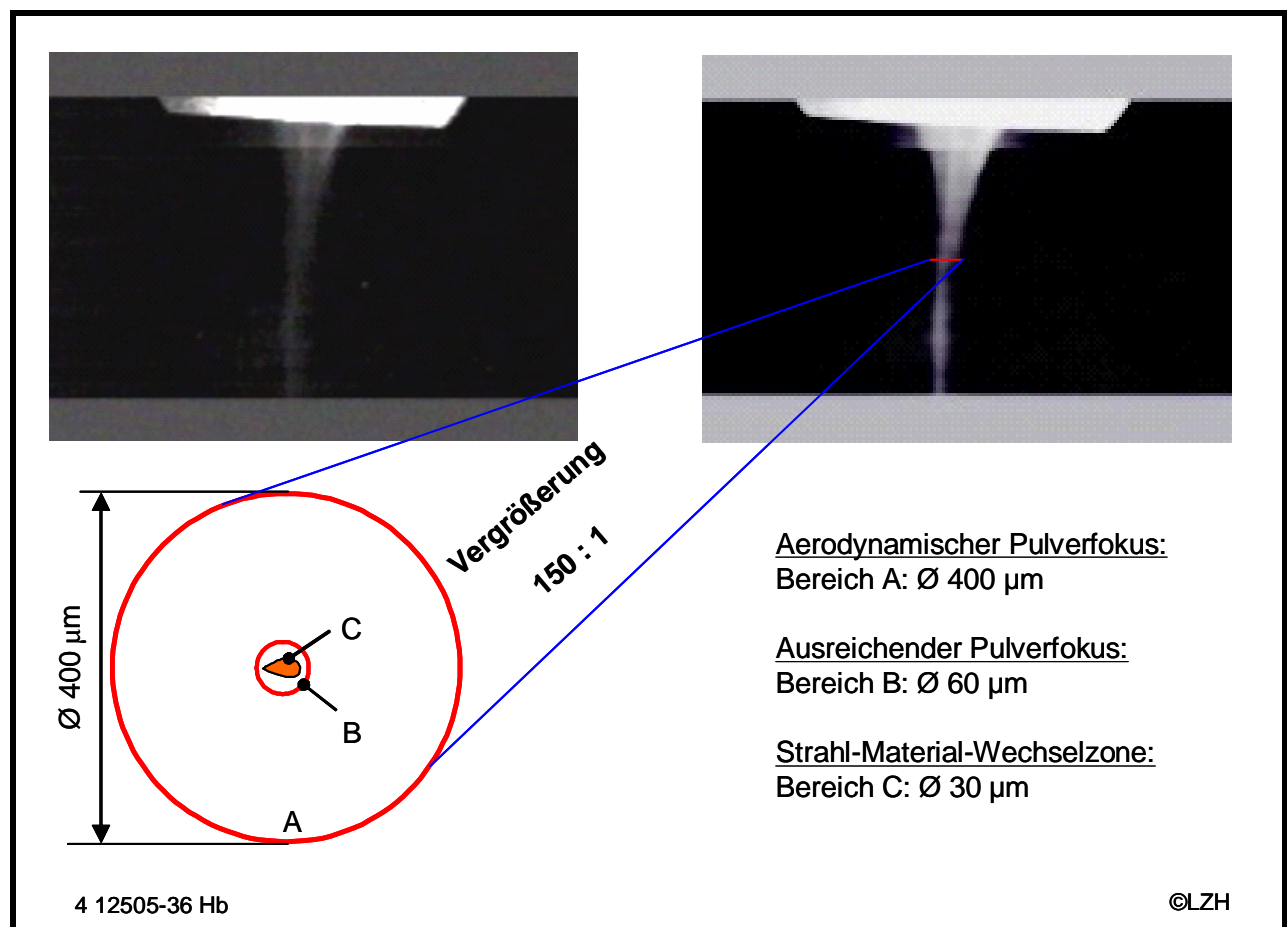 Vergrößerung
150 : 1
Ø 400 µm
C
B
A
Aerodynamischer Pulverfokus:
Bereich A: Ø 400 µm
Ausreichender Pulverfokus:
Bereich B: Ø 60 µm
Strahl-Material-Wechselzone:
Bereich C: Ø 30 µm
4 12505-36 Hb
©LZH